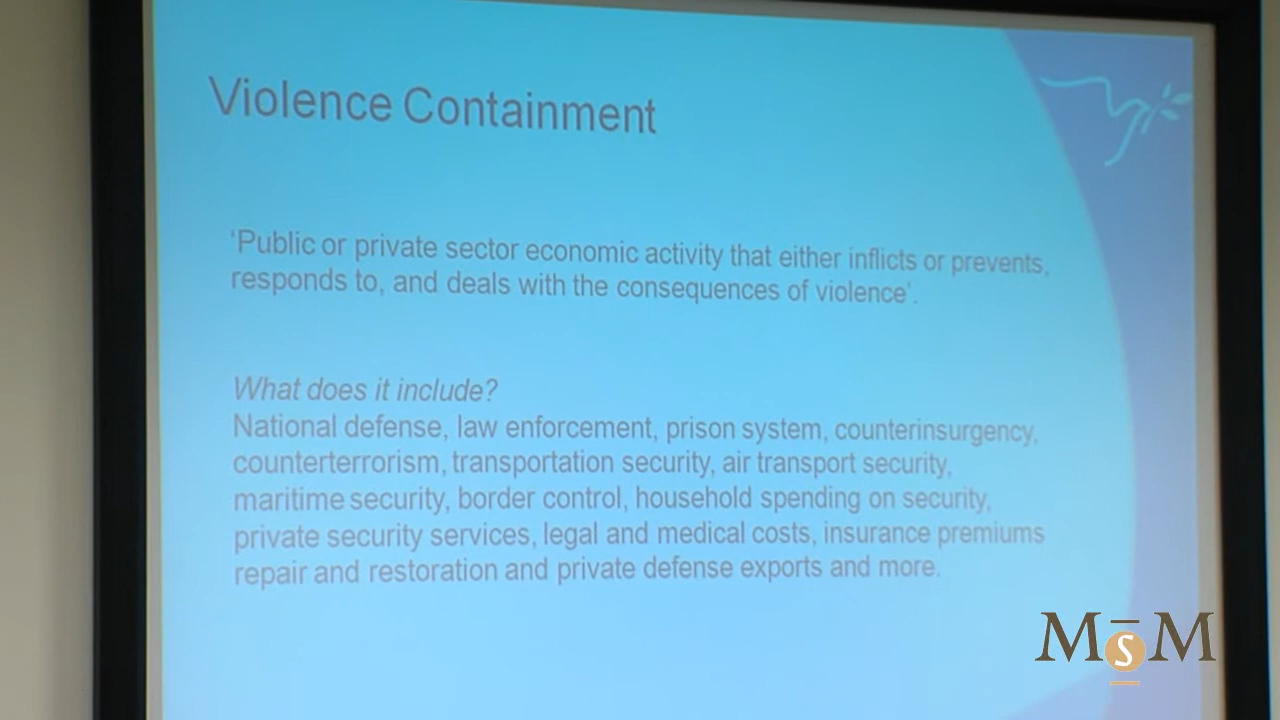 Violence Containment
‘Public or private sector economic activity that either inflicts or prevents,
responds to, and deals with the consequences of violence’.
What does it include?
National defense, law enforcement, prison system, counterinsurgency,
counterterrorism, transportation security, air transport security,
maritime security, border control, household spending on security,
private security services, legal and medical costs, insurance premiums
repair and restoration and private defense exports and more.
MSM